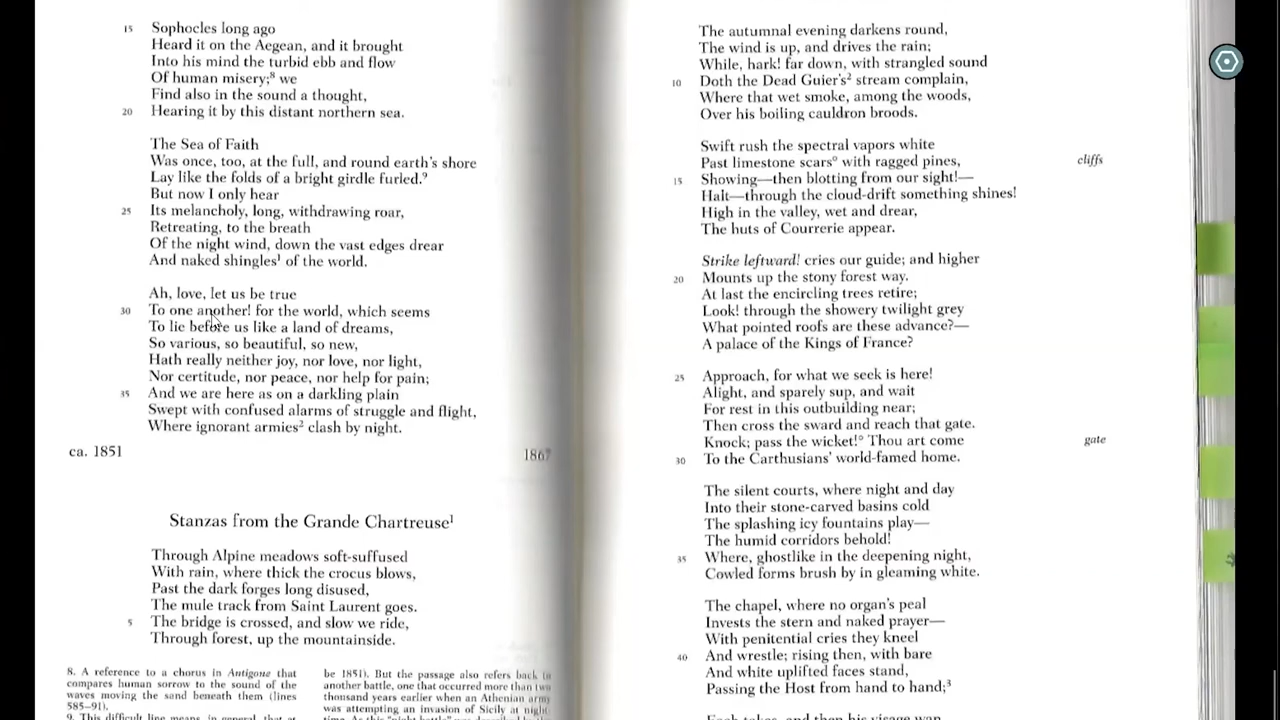 15 Sophocles long ago
Heard it on the Aegean, and it brought
Into his mind the turbid ebb and flow
Of human misery;⁸ we
Find also in the sound a thought,
20 Hearing it by this distant northern sea.
The Sea of Faith
Was once, too, at the full, and round earth's shore
Lay like the folds of a bright girdle furled.⁹
But now I only hear
25 Its melancholy, long, withdrawing roar,
Retreating, to the breath
Of the night wind, down the vast edges drear
And naked shingles¹ of the world.
Ah, love, let us be true
30 To one another! for the world, which seems
To lie before us like a land of dreams,
So various, so beautiful, so new,
Hath really neither joy, nor love, nor light,
Nor certitude, nor peace, nor help for pain;
35 And we are here as on a darkling plain
Swept with confused alarms of struggle and flight,
Where ignorant armies² clash by night.
ca. 1851 1867
Stanzas from the Grande Chartreuse¹
Through Alpine meadows soft-suffused
With rain, where thick the crocus blows,
Past the dark forges long disused,
The mule track from Saint Laurent goes.
5 The bridge is crossed, and slow we ride,
Through forest, up the mountainside.
8. A reference to a chorus in Antigone that
compares human sorrow to the sound of the
waves moving the sand beneath them (lines
585–91).
9. This difficult line means, in general, that at
be 1851). But the passage also refers back to
another battle, one that occurred more than two
thousand years earlier when an Athenian army
was attempting an invasion of Sicily at night
The autumnal evening darkens round,
The wind is up, and drives the rain;
While, hark! far down, with strangled sound
10 Doth the Dead Guier's² stream complain,
Where that wet smoke, among the woods,
Over his boiling cauldron broods.
Swift rush the spectral vapors white
Past limestone scars° with ragged pines, cliffs
15 Showing—then blotting from our sight!—
Halt—through the cloud-drift something shines!
High in the valley, wet and drear,
The huts of Courrerie appear.
Strike leftward! cries our guide; and higher
20 Mounts up the stony forest way.
At last the encircling trees retire;
Look! through the showery twilight grey
What pointed roofs are these advance?—
A palace of the Kings of France?
25 Approach, for what we seek is here!
Alight, and sparely sup, and wait
For rest in this outbuilding near;
Then cross the sward and reach that gate.
Knock; pass the wicket!° Thou art come gate
30 To the Carthusians' world-famed home.
The silent courts, where night and day
Into their stone-carved basins cold
The splashing icy fountains play—
The humid corridors behold!
35 Where, ghostlike in the deepening night,
Cowled forms brush by in gleaming white.
The chapel, where no organ's peal
Invests the stern and naked prayer—
With penitential cries they kneel
40 And wrestle; rising then, with bare
And white uplifted faces stand,
Passing the Host from hand to hand;³